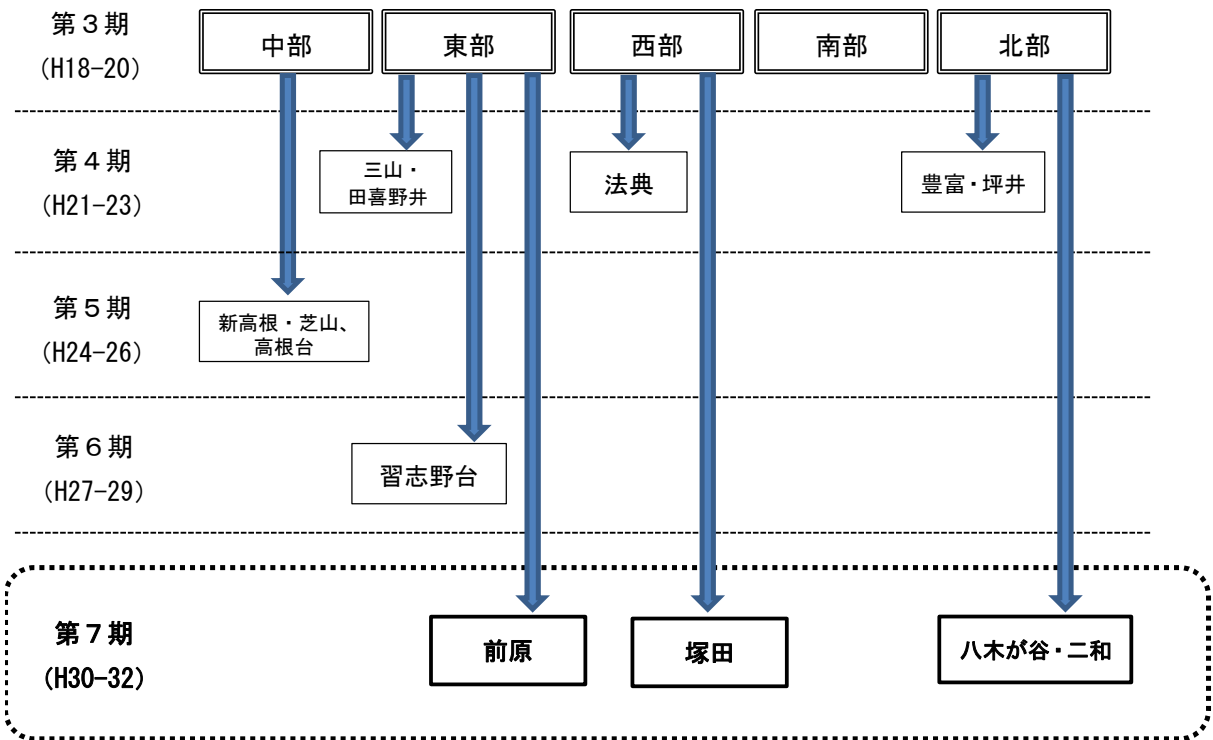 第３期
（H18−20）
中部
東部
西部
南部
北部
第４期
（H21−23）
三山・
田喜野井
法典
豊富・坪井
第５期
（H24−26）
新高根・芝山、
高根台
第６期
（H27−29）
習志野台
第７期
（H30−32）
前原
塚田
八木が谷・二和